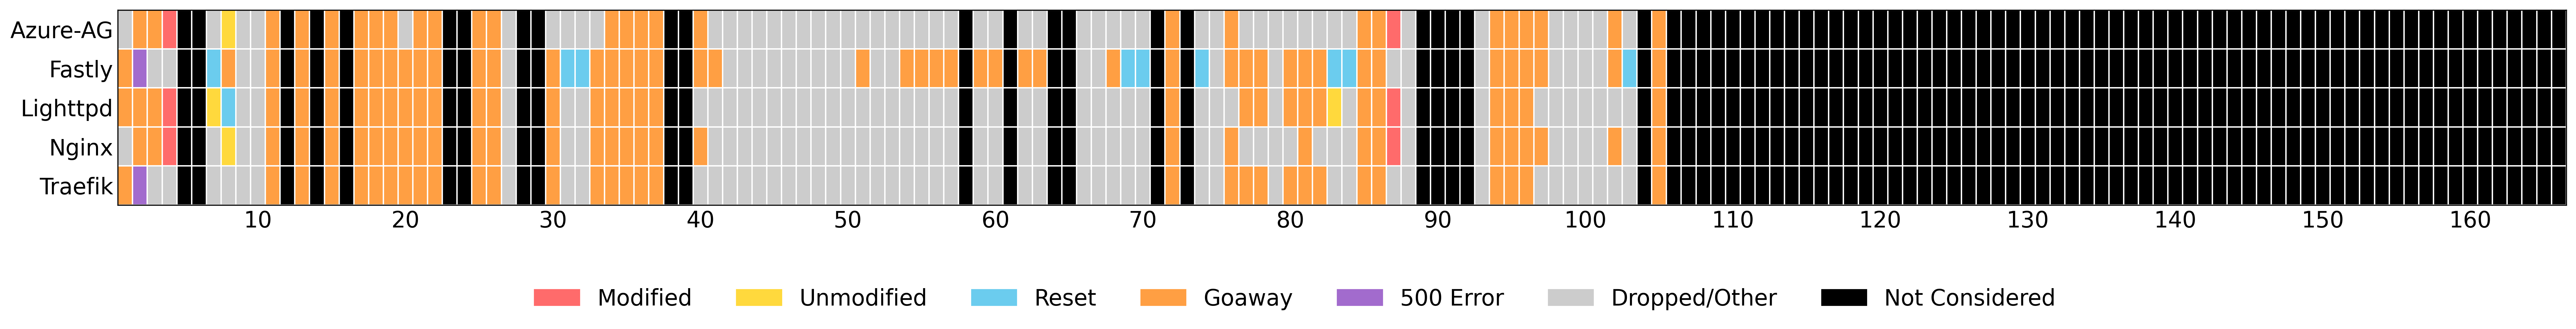 Azure-AG
Fastly
Lighttpd
Nginx
Traefik
10 20 30 40 50 60 70 80 90 100 110 120 130 140 150 160
Modified Unmodified Reset Goaway 500 Error Dropped/Other Not Considered